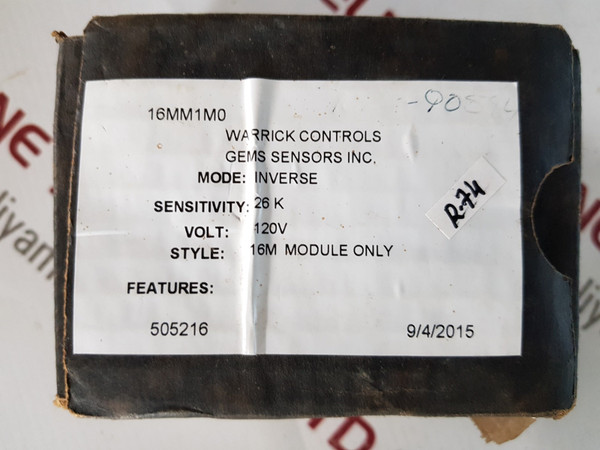 16MM1M0
WARRICK CONTROLS
GEMS SENSORS INC.
MODE: INVERSE
SENSITIVITY: 26 K
VOLT: 120V
STYLE: 16M MODULE ONLY
FEATURES:
505216 9/4/2015
R-74